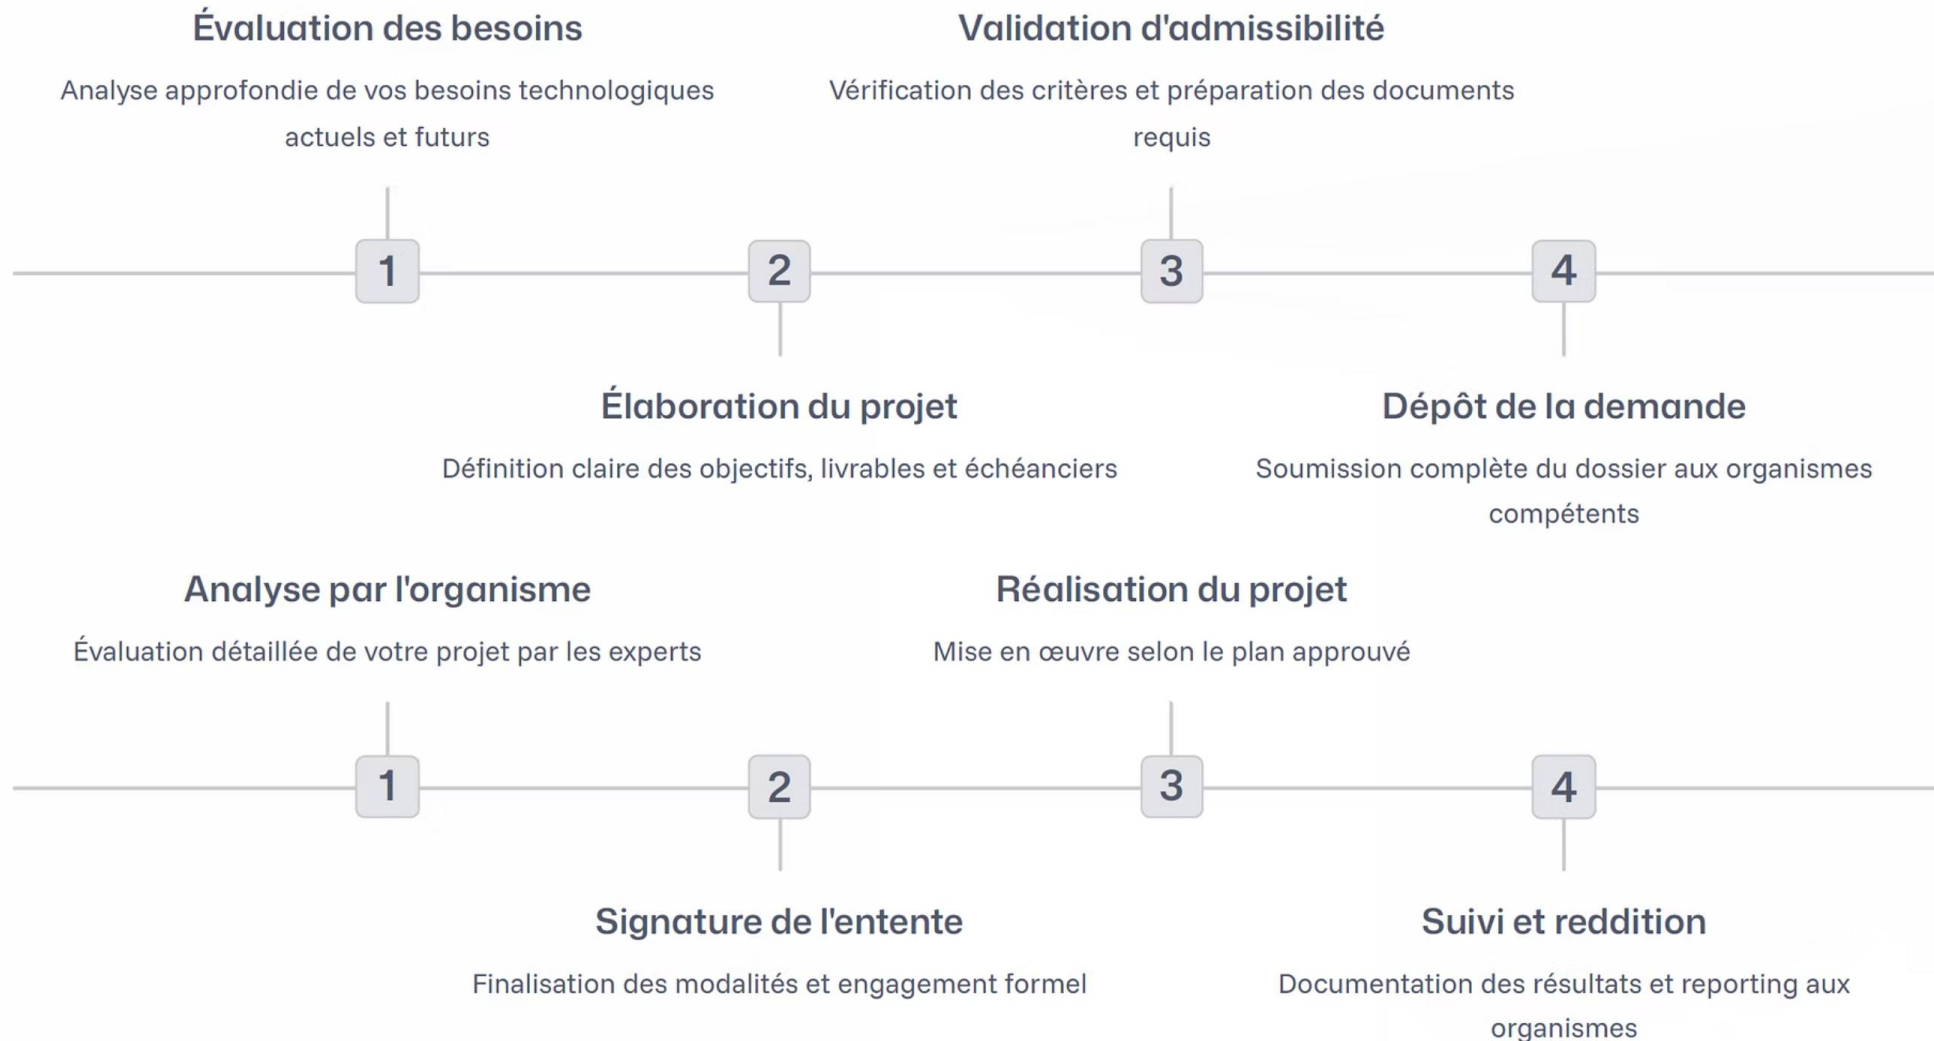 Évaluation des besoins
Analyse approfondie de vos besoins technologiques
actuels et futurs
Validation d'admissibilité
Vérification des critères et préparation des documents
requis
1
2
3
4
Élaboration du projet
Définition claire des objectifs, livrables et échéanciers
Dépôt de la demande
Soumission complète du dossier aux organismes
compétents
Analyse par l'organisme
Évaluation détaillée de votre projet par les experts
Réalisation du projet
Mise en œuvre selon le plan approuvé
1
2
3
4
Signature de l'entente
Finalisation des modalités et engagement formel
Suivi et reddition
Documentation des résultats et reporting aux
organismes